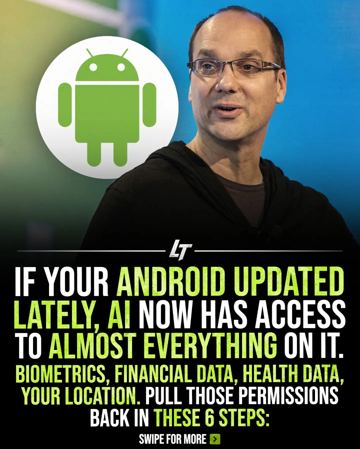 LT
IF YOUR ANDROID UPDATED
LATELY, AI NOW HAS ACCESS
TO ALMOST EVERYTHING ON IT.
BIOMETRICS, FINANCIAL DATA, HEALTH DATA,
YOUR LOCATION. PULL THOSE PERMISSIONS
BACK IN THESE 6 STEPS:
SWIPE FOR MORE